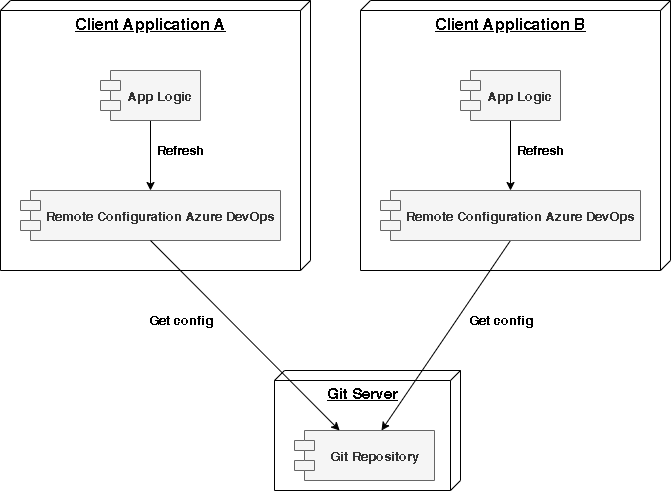 Client Application A
Client Application B
App Logic
App Logic
Refresh
Refresh
Remote Configuration Azure DevOps
Remote Configuration Azure DevOps
Get config
Get config
Git Server
Git Repository